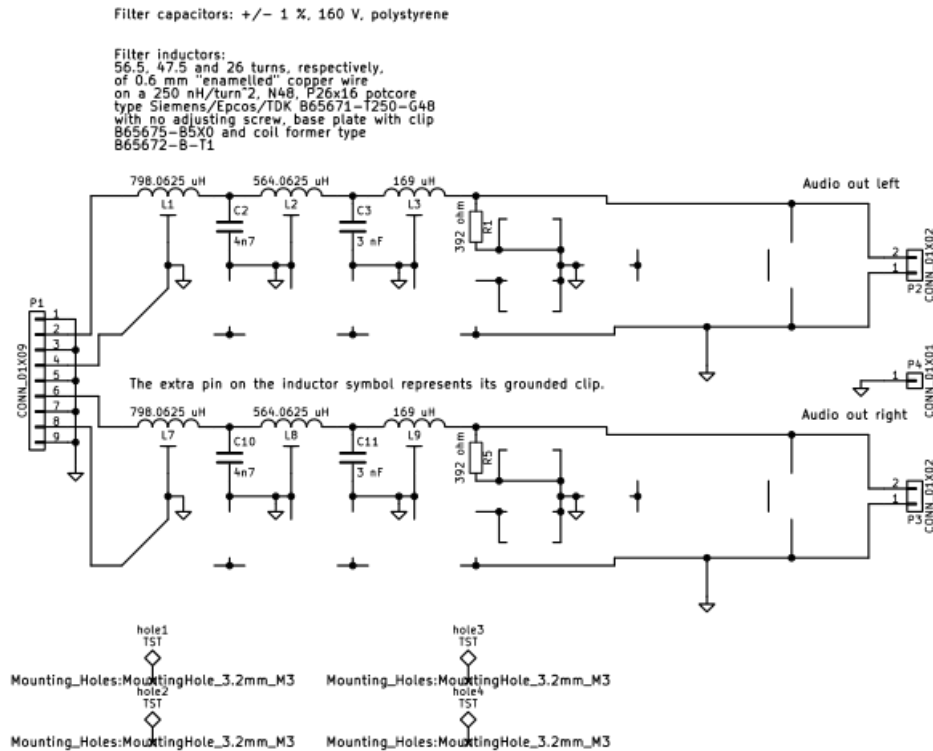 Filter capacitors: +/- 1 %, 160 V, polystyrene
Filter inductors:
56.5, 47.5 and 26 turns, respectively,
of 0.6 mm "enamelled" copper wire
on a 250 nH/turn^2, N48, P26x16 potcore
type Siemens/Epcos/TDK B65671-T250-G48
with no adjusting screw, base plate with clip
B65675-B5X0 and coil former type
B65672-B-T1
798.0625 uH
564.0625 uH
169 uH
Audio out left
L1
C2
L2
C3
L3
4n7
3 nF
392 ohm
R1
2
1
P2
CONN_01X02
P1
1
2
3
4
5
6
7
8
9
CONN_01X09
1
P4
CONN_01X01
The extra pin on the inductor symbol represents its grounded clip.
798.0625 uH
564.0625 uH
169 uH
Audio out right
L7
C10
L8
C11
L9
4n7
3 nF
392 ohm
R5
2
1
P3
CONN_01X02
hole1
TST
hole3
TST
Mounting_Holes:MountingHole_3.2mm_M3
Mounting_Holes:MountingHole_3.2mm_M3
hole2
TST
hole4
TST
Mounting_Holes:MountingHole_3.2mm_M3
Mounting_Holes:MountingHole_3.2mm_M3